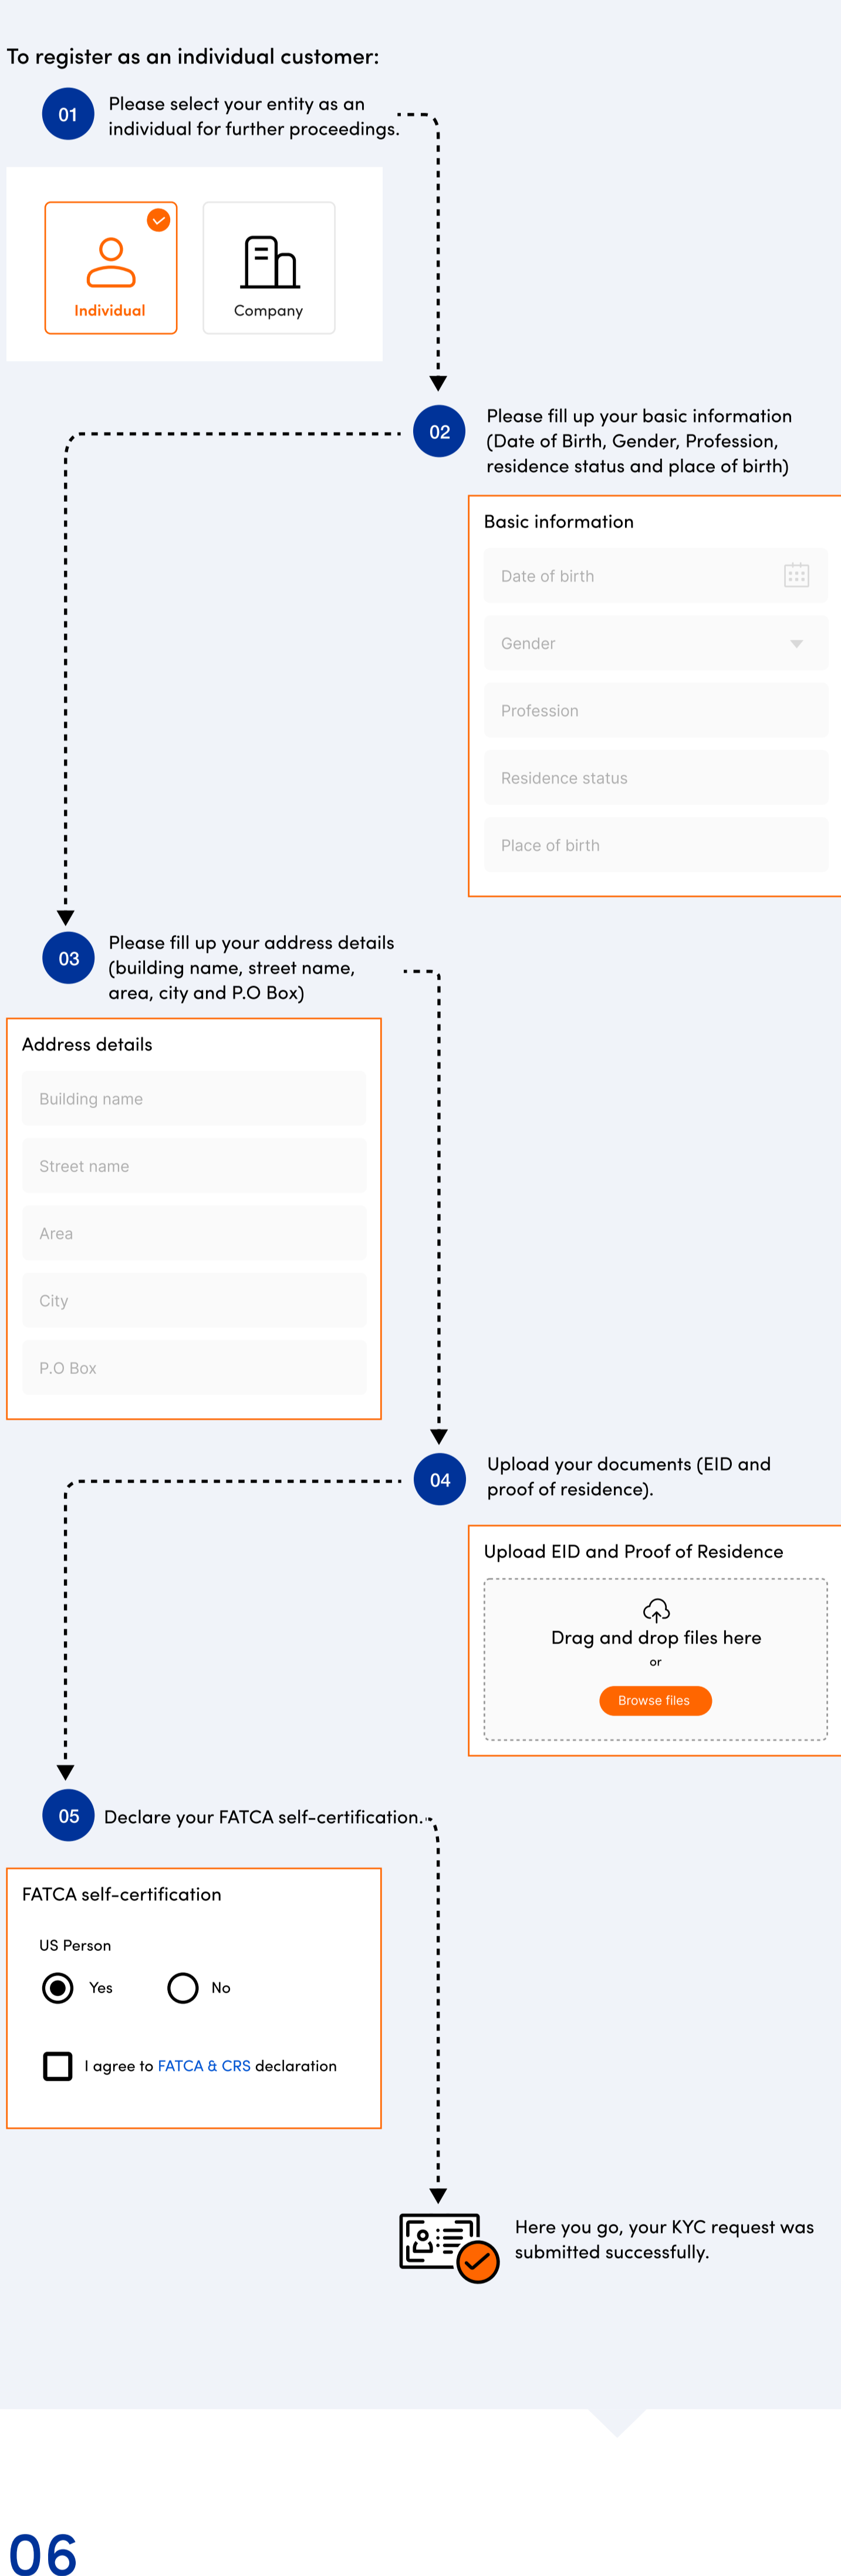 To register as an individual customer:
01
Please select your entity as an
individual for further proceedings.
Individual
Company
02
Please fill up your basic information
(Date of Birth, Gender, Profession,
residence status and place of birth)
Basic information
Date of birth
Gender
Profession
Residence status
Place of birth
03
Please fill up your address details
(building name, street name,
area, city and P.O Box)
Address details
Building name
Street name
Area
City
P.O Box
04
Upload your documents (EID and
proof of residence).
Upload EID and Proof of Residence
Drag and drop files here
or
Browse files
05
Declare your FATCA self-certification.
FATCA self-certification
US Person
Yes
No
I agree to FATCA & CRS declaration
Here you go, your KYC request was
submitted successfully.
06